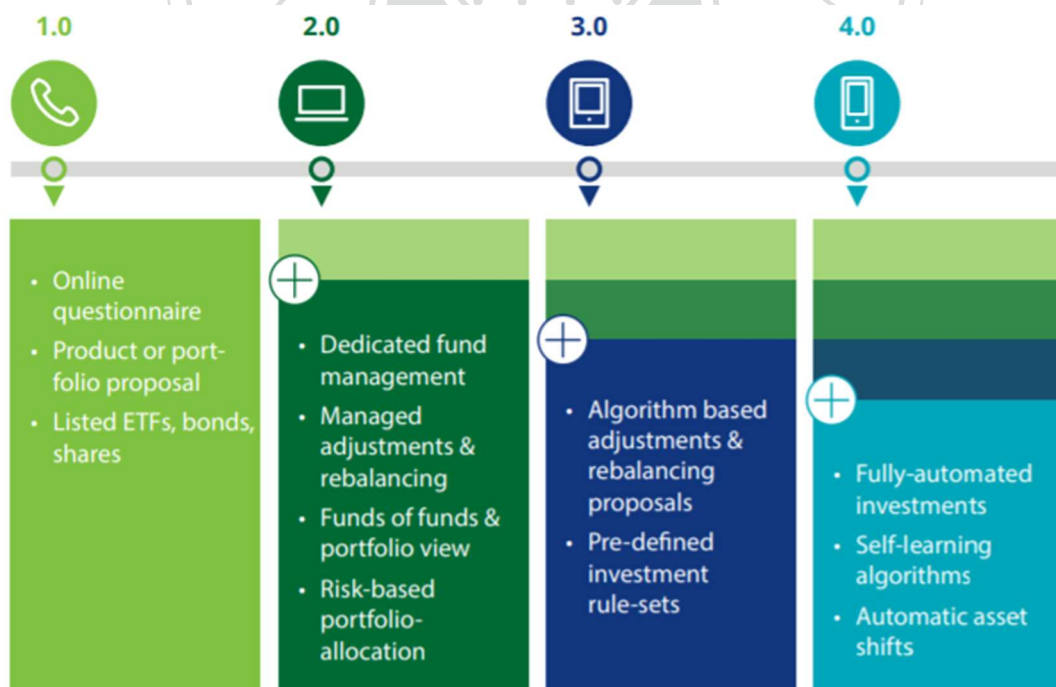 1.0
2.0
3.0
4.0
• Online
questionnaire
• Product or port-
folio proposal
• Listed ETFs, bonds,
shares
• Dedicated fund
management
• Managed
adjustments &
rebalancing
• Funds of funds &
portfolio view
• Risk-based
portfolio-
allocation
• Algorithm based
adjustments &
rebalancing
proposals
• Pre-defined
investment
rule-sets
• Fully-automated
investments
• Self-learning
algorithms
• Automatic asset
shifts